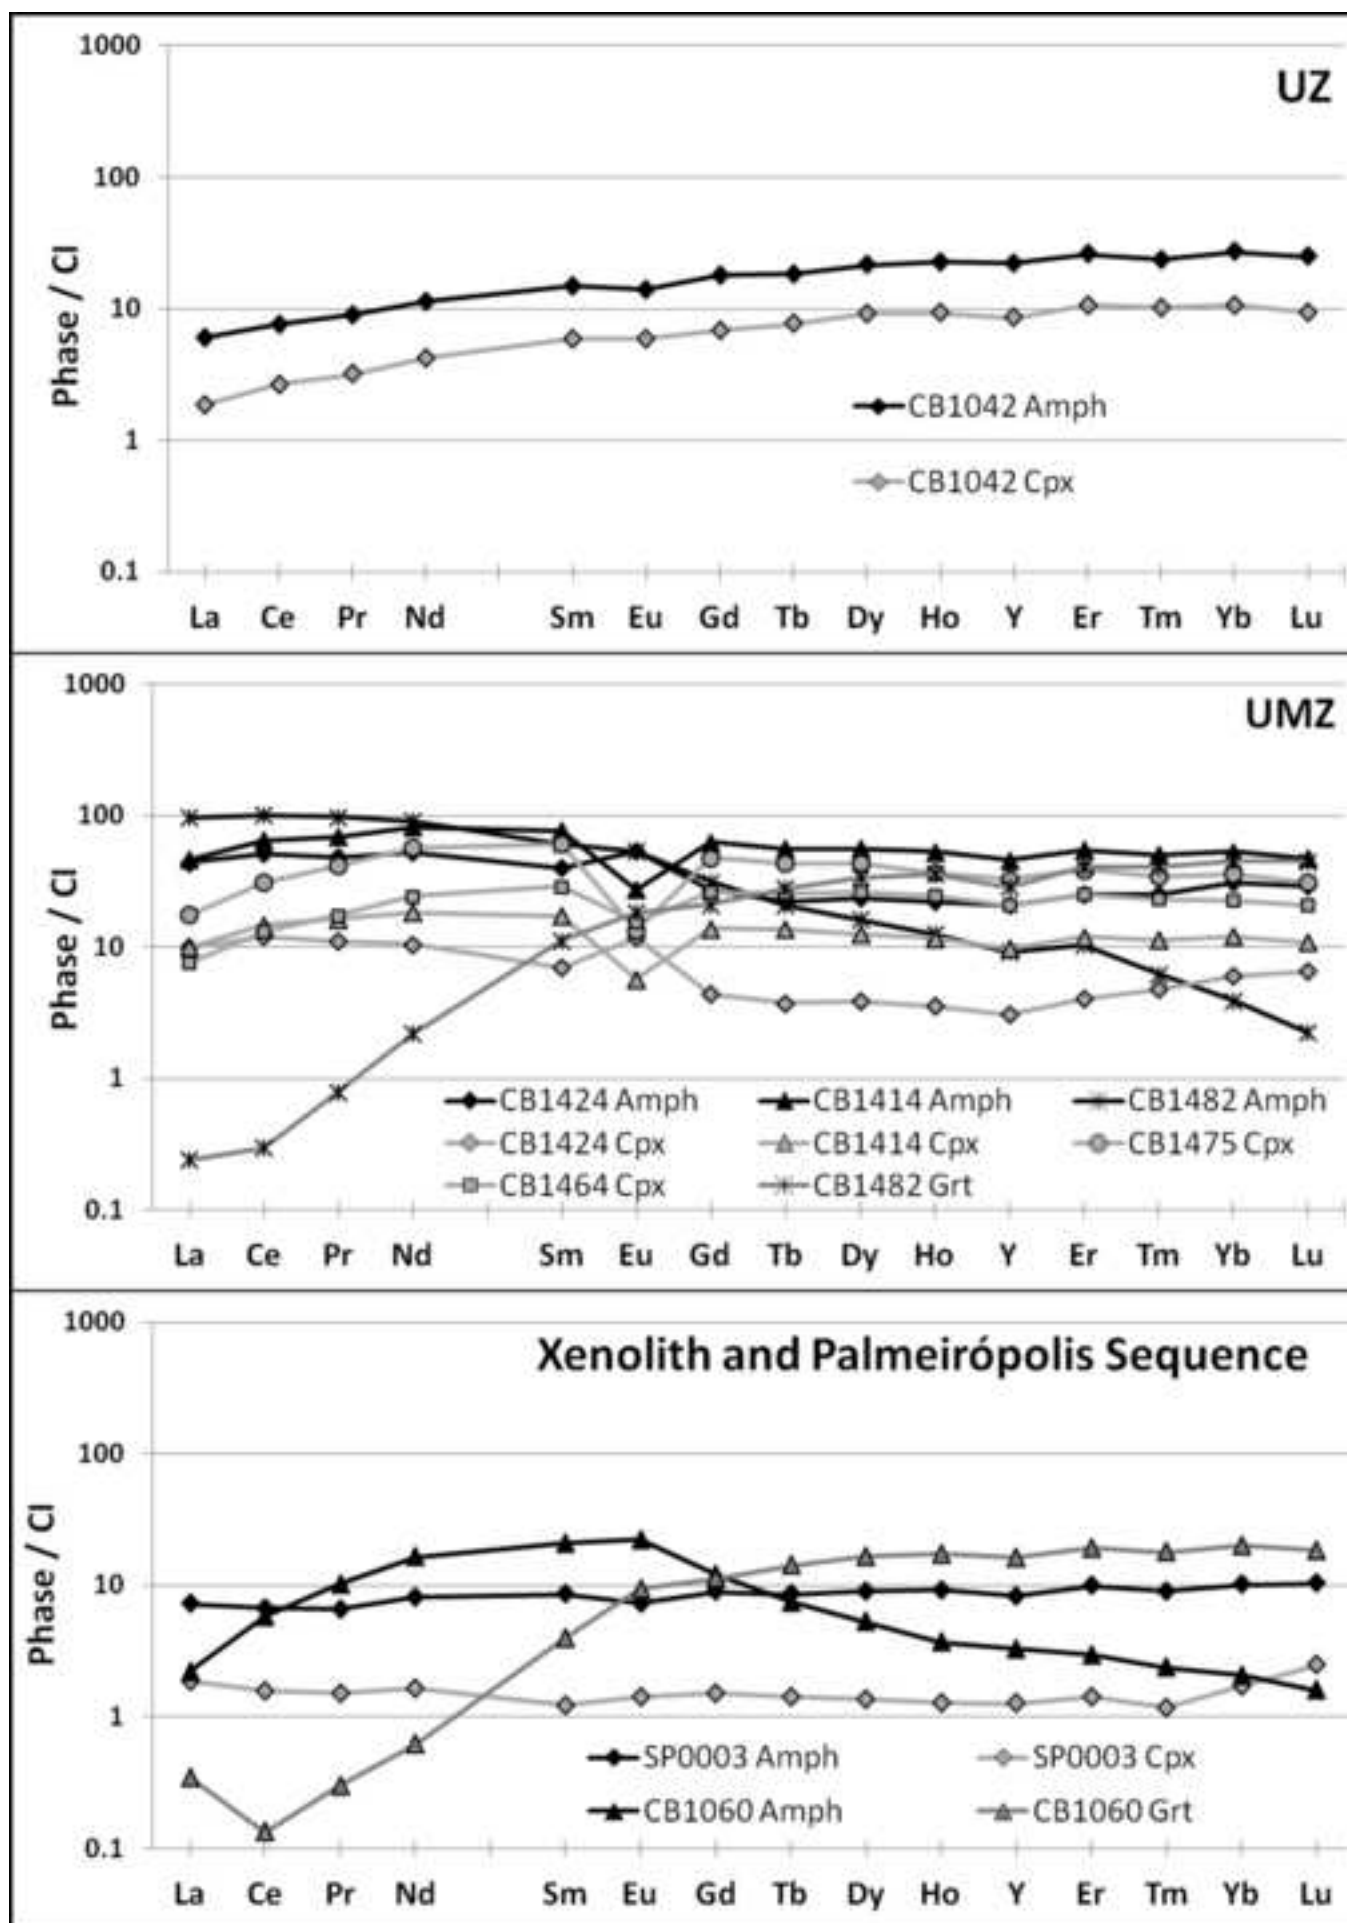 UZ
1000
100
10
1
0.1
Phase / CI
CB1042 Amph
CB1042 Cpx
La Ce Pr Nd Sm Eu Gd Tb Dy Ho Y Er Tm Yb Lu
UMZ
1000
100
10
1
0.1
Phase / CI
CB1424 Amph CB1414 Amph CB1482 Amph
CB1424 Cpx CB1414 Cpx CB1475 Cpx
CB1464 Cpx CB1482 Grt
La Ce Pr Nd Sm Eu Gd Tb Dy Ho Y Er Tm Yb Lu
Xenolith and Palmeirópolis Sequence
1000
100
10
1
0.1
Phase / CI
SP0003 Amph SP0003 Cpx
CB1060 Amph CB1060 Grt
La Ce Pr Nd Sm Eu Gd Tb Dy Ho Y Er Tm Yb Lu